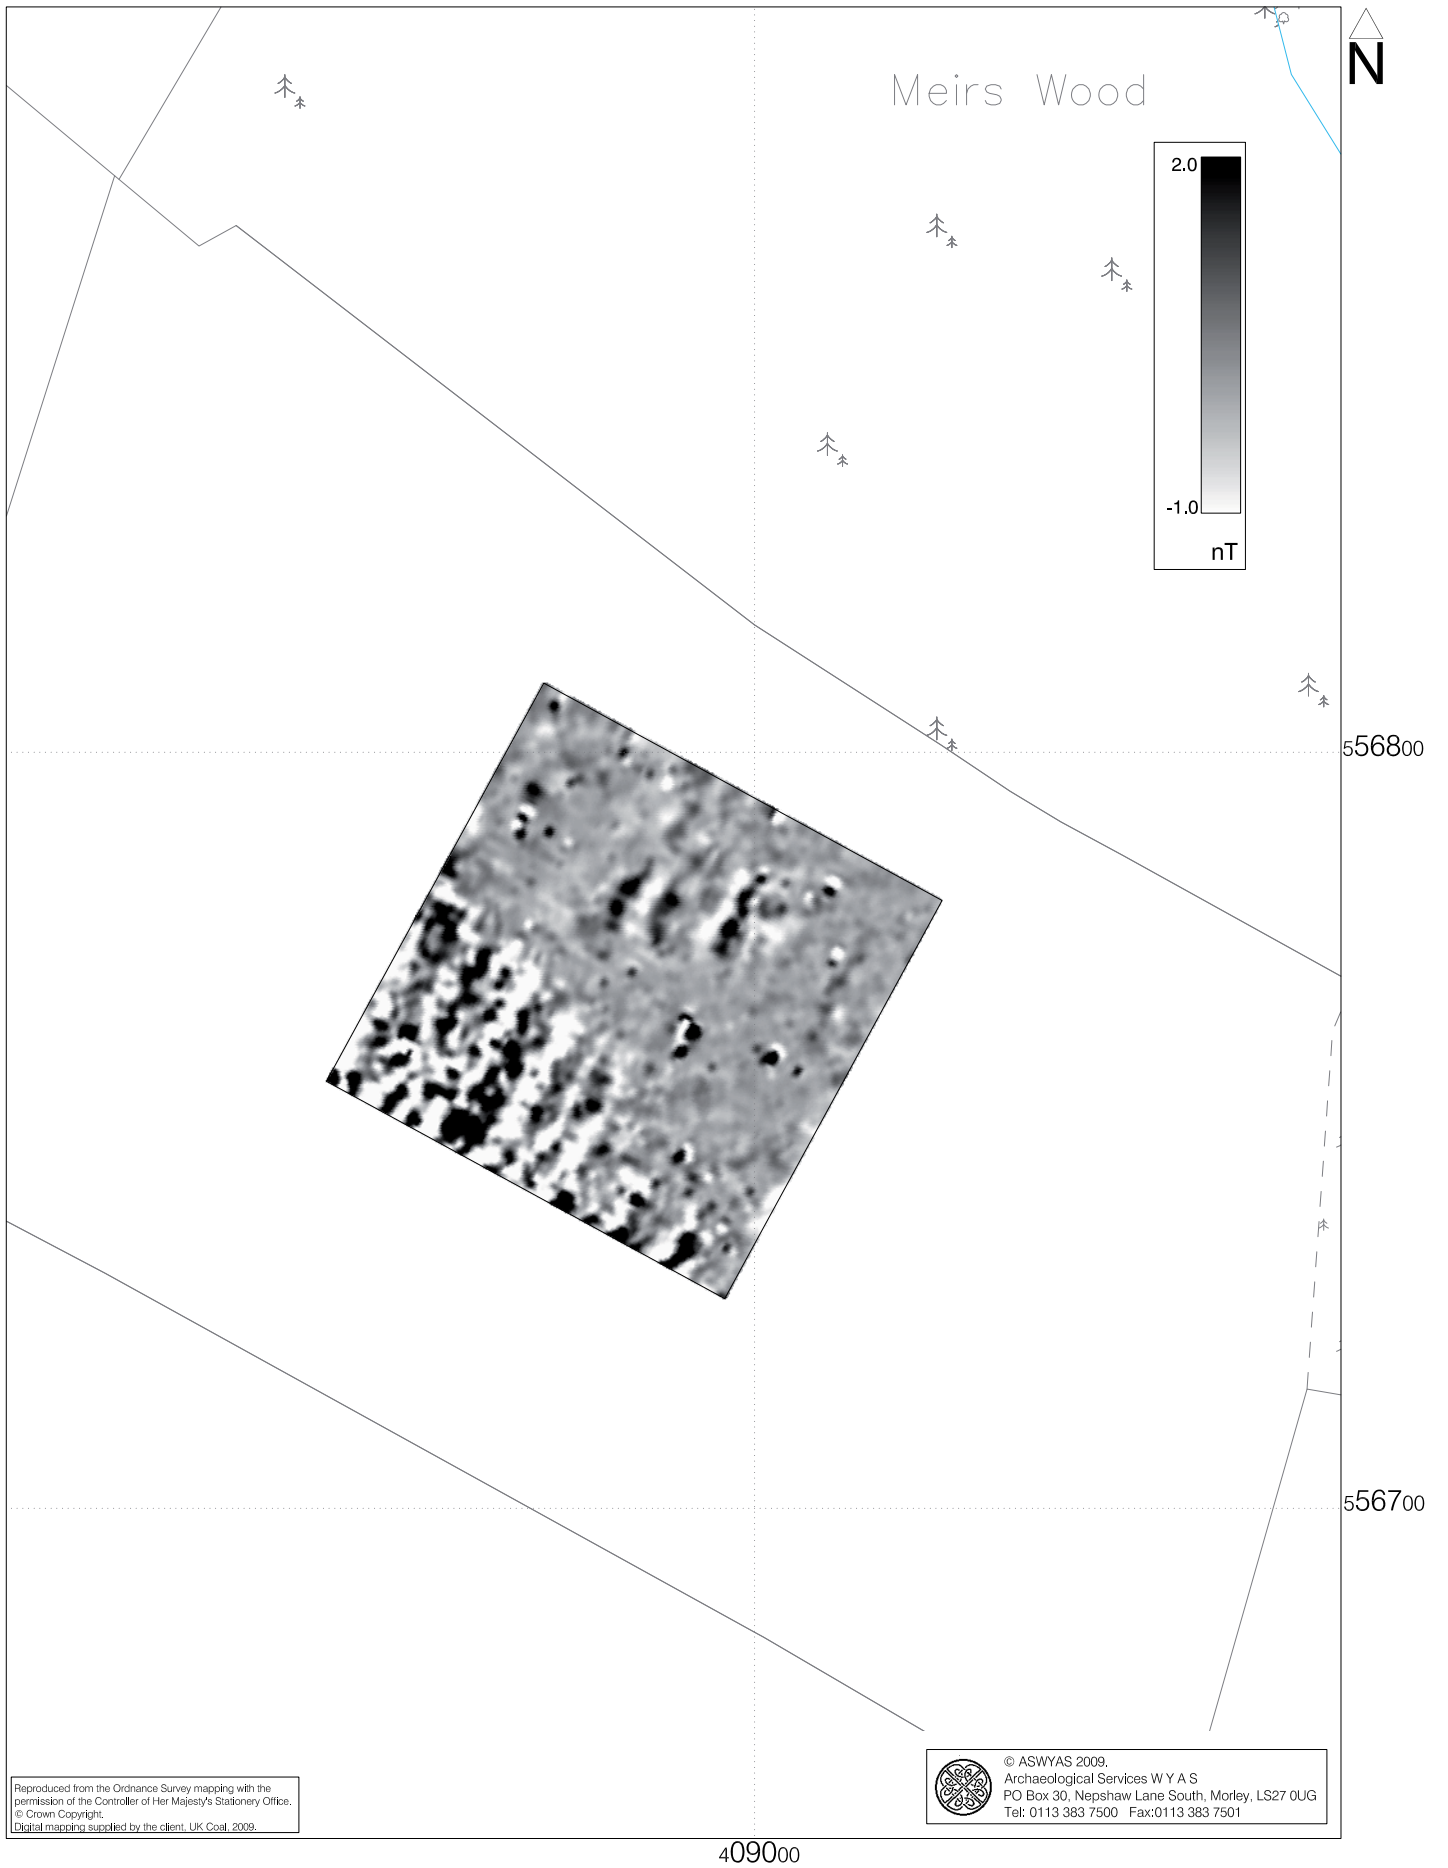 N
Meirs Wood
2.0
-1.0
nT
556800
556700
© ASWYAS 2009.
Archaeological Services W Y A S
PO Box 30, Nepshaw Lane South, Morley, LS27 0UG
Tel: 0113 383 7500 Fax:0113 383 7501
Reproduced from the Ordnance Survey mapping with the
permission of the Controller of Her Majesty's Stationery Office.
© Crown Copyright.
Digital mapping supplied by the client, UK Coal, 2009.
409000